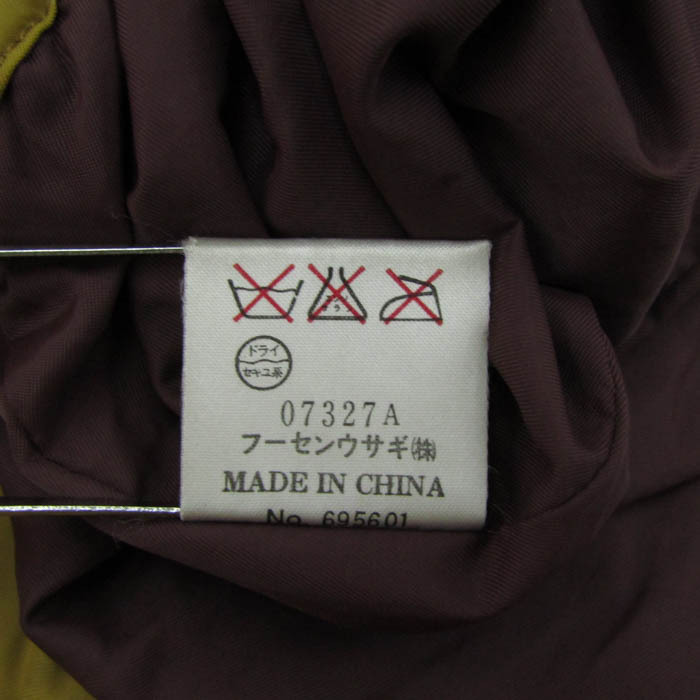 ドライ
セキユ系
07327A
フーセンウサギ㈱
MADE IN CHINA
No. 695601